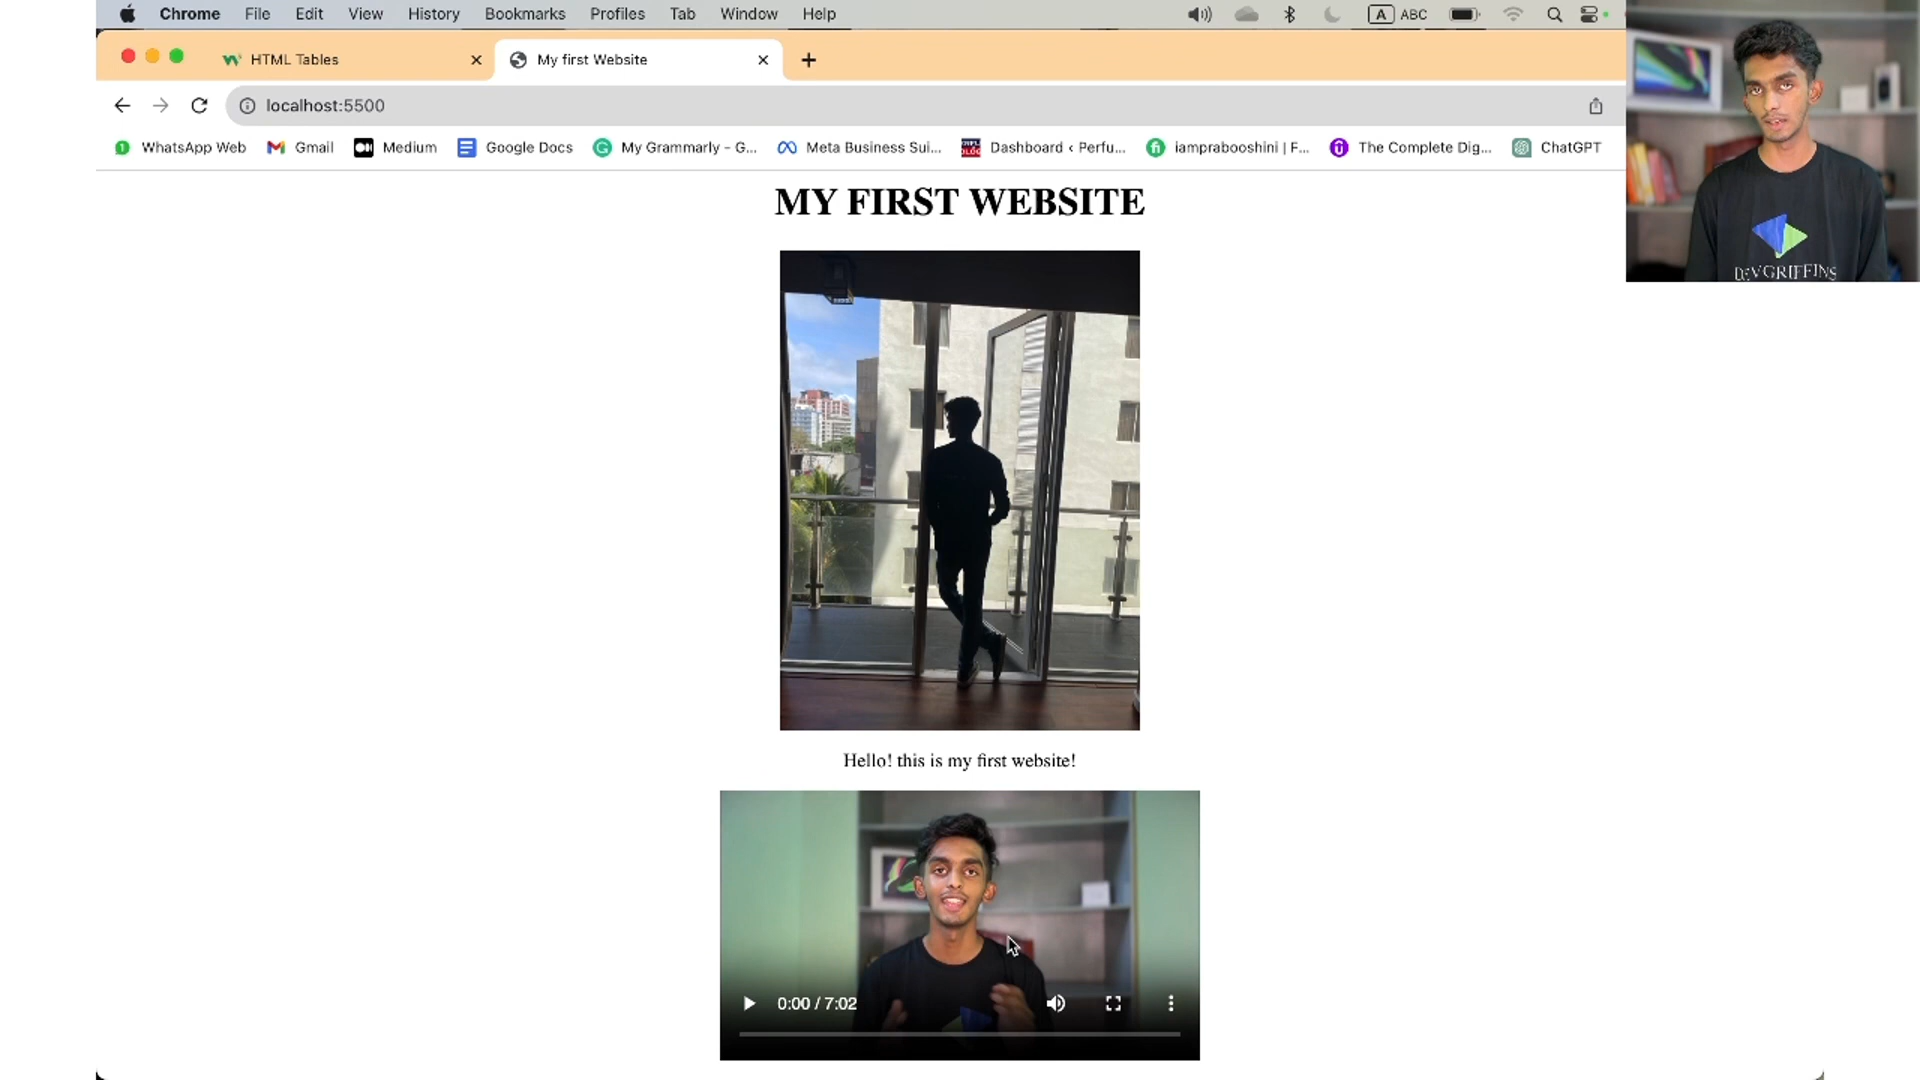 Chrome File Edit View History Bookmarks Profiles Tab Window Help A ABC
HTML Tables My first Website
localhost:5500
WhatsApp Web Gmail Medium Google Docs My Grammarly - G... Meta Business Sui... Dashboard ‹ Perfu... iamprabooshini | F... The Complete Dig... ChatGPT
DEVGRIFFINS
MY FIRST WEBSITE
Hello! this is my first website!
0:00 / 7:02